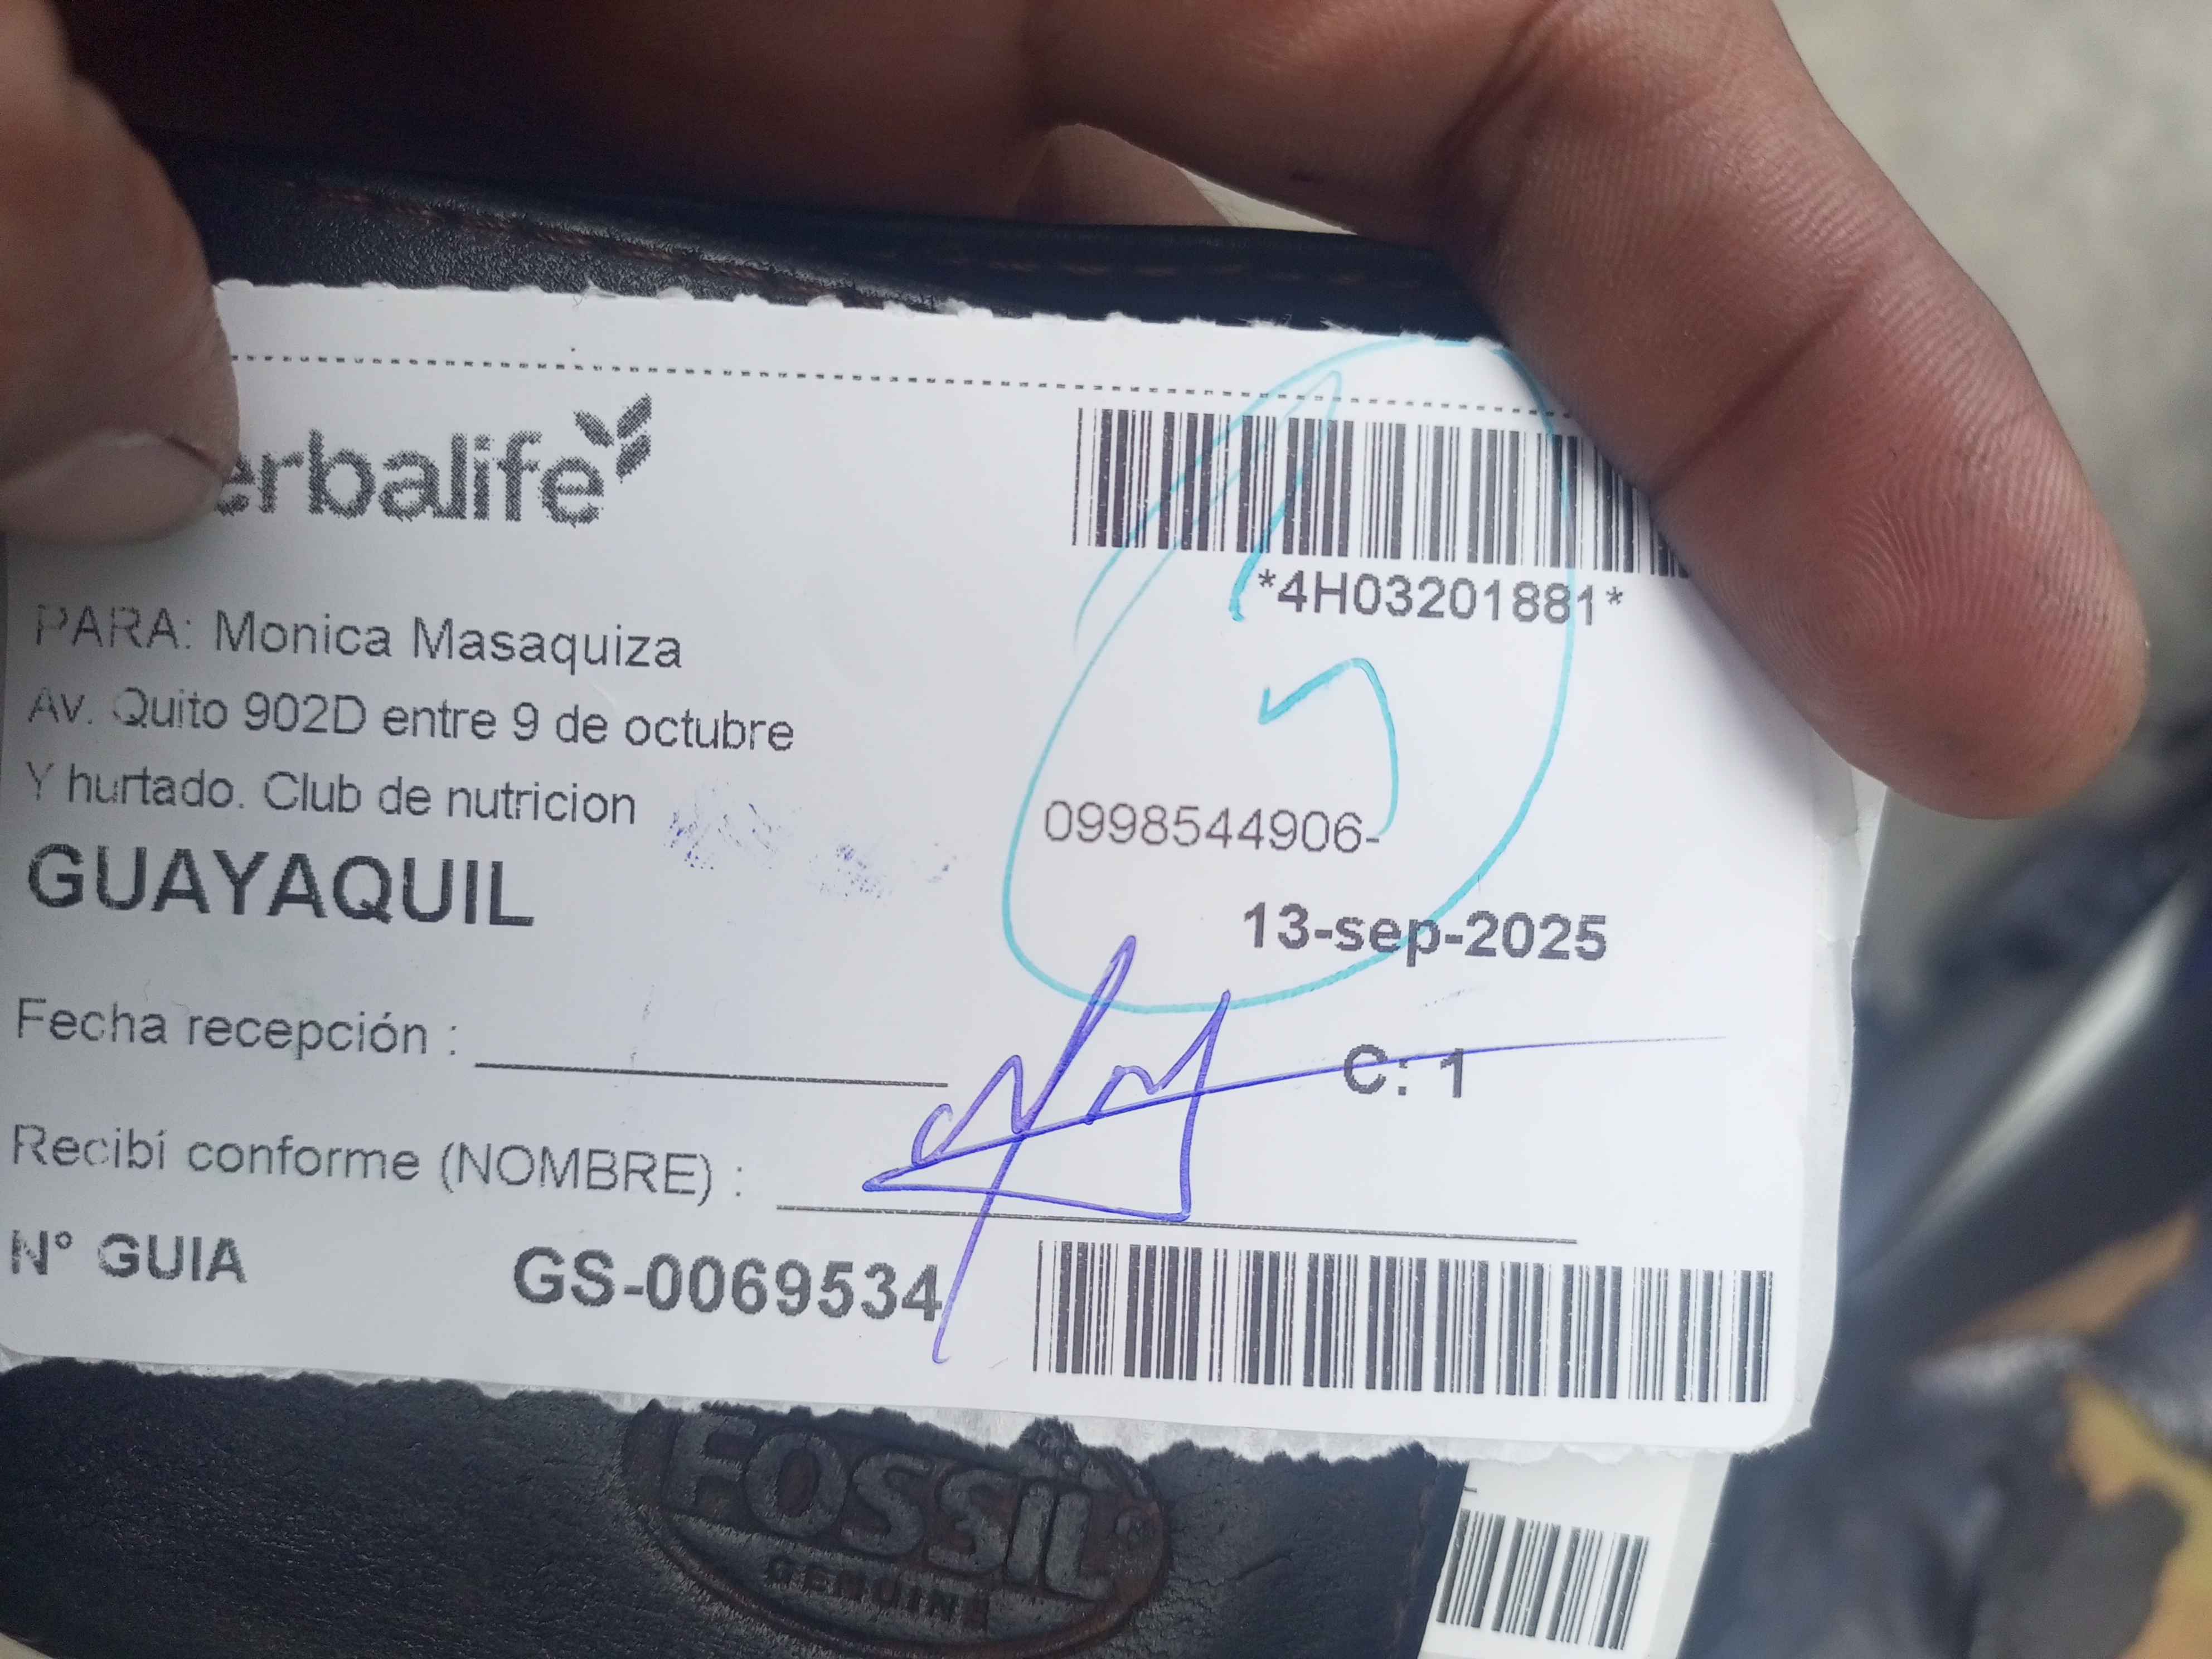 erbalife
*4H03201881*
PARA: Monica Masaquiza
Av. Quito 902D entre 9 de octubre
Y hurtado. Club de nutricion
0998544906-
GUAYAQUIL
13-sep-2025
Fecha recepción :
C: 1
Recibí conforme (NOMBRE) :
N° GUIA GS-0069534
FOSSIL
GENUINE